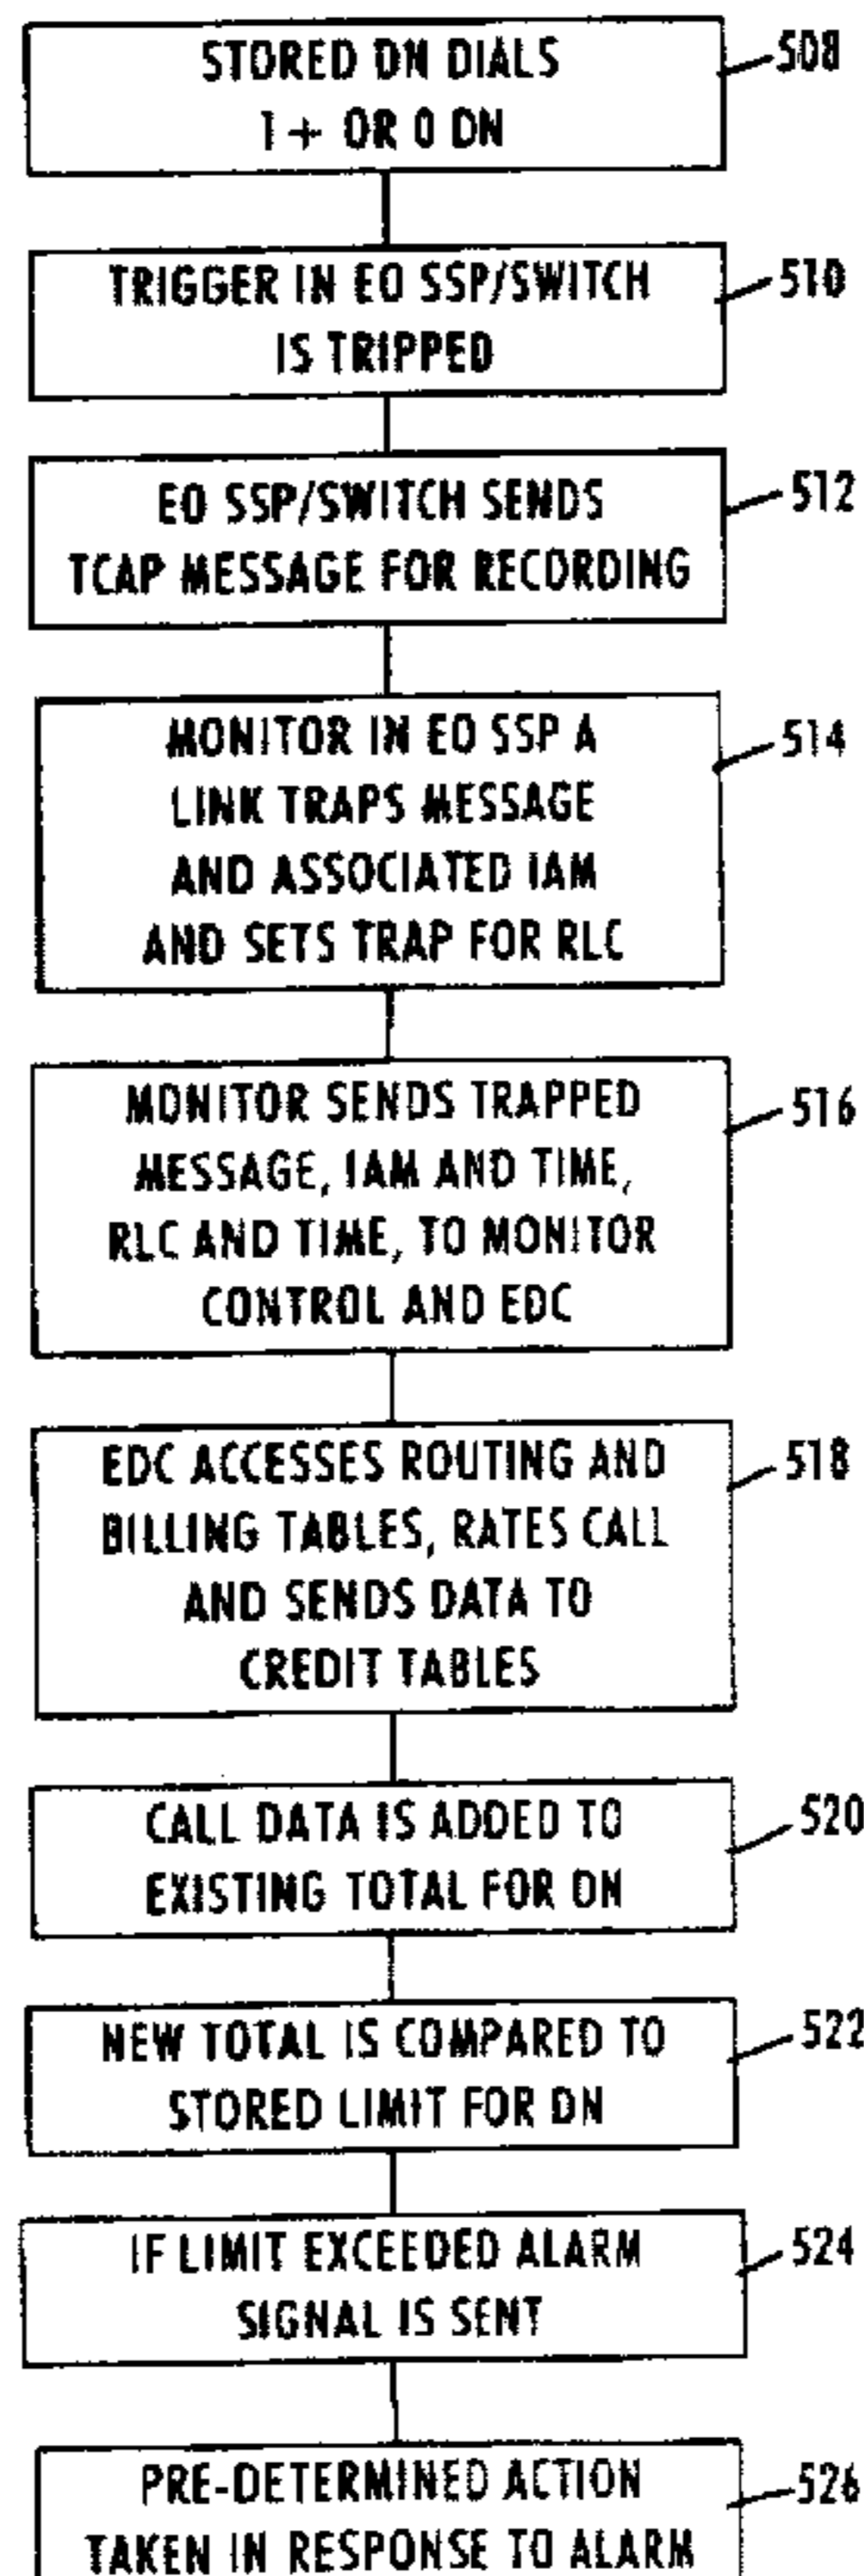 STORED DN DIALS
1+ OR 0 DN
508
TRIGGER IN EO SSP/SWITCH
IS TRIPPED
510
EO SSP/SWITCH SENDS
TCAP MESSAGE FOR RECORDING
512
MONITOR IN EO SSP A
LINK TRAPS MESSAGE
AND ASSOCIATED IAM
AND SETS TRAP FOR RLC
514
MONITOR SENDS TRAPPED
MESSAGE, IAM AND TIME,
RLC AND TIME, TO MONITOR
CONTROL AND EDC
516
EDC ACCESSES ROUTING AND
BILLING TABLES, RATES CALL
AND SENDS DATA TO
CREDIT TABLES
518
CALL DATA IS ADDED TO
EXISTING TOTAL FOR DN
520
NEW TOTAL IS COMPARED TO
STORED LIMIT FOR DN
522
IF LIMIT EXCEEDED ALARM
SIGNAL IS SENT
524
PRE-DETERMINED ACTION
TAKEN IN RESPONSE TO ALARM
526